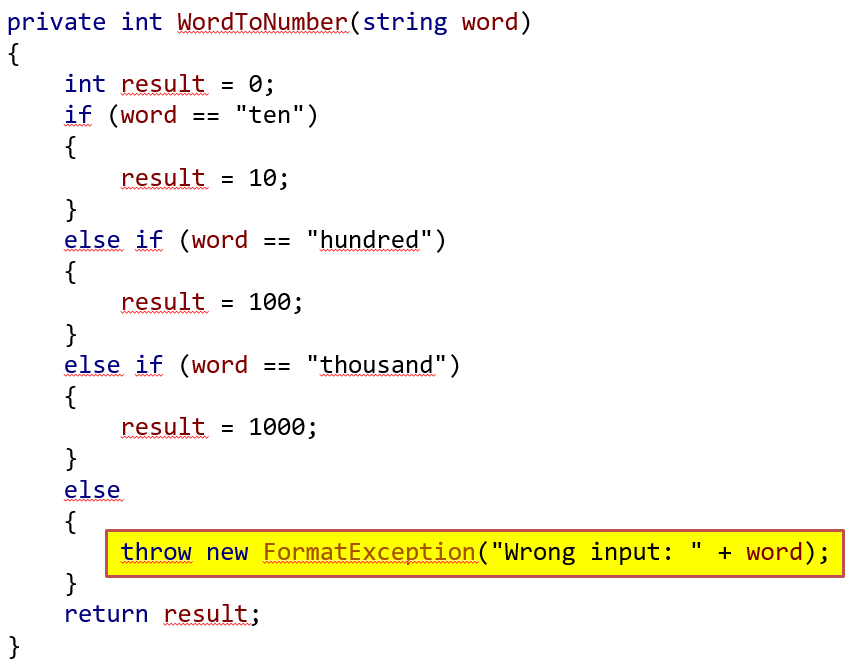 private int WordToNumber(string word)
{
    int result = 0;
    if (word == "ten")
    {
        result = 10;
    }
    else if (word == "hundred")
    {
        result = 100;
    }
    else if (word == "thousand")
    {
        result = 1000;
    }
    else
    {
        throw new FormatException("Wrong input: " + word);
    }
    return result;
}